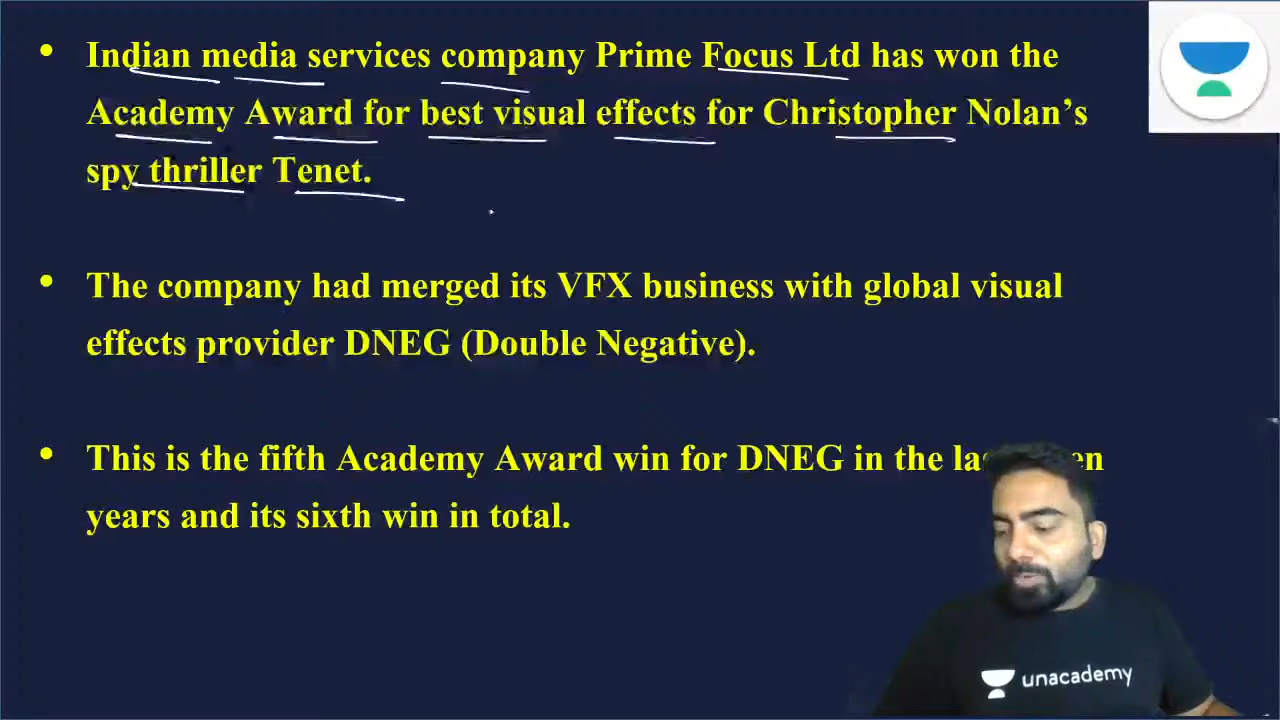 • Indian media services company Prime Focus Ltd has won the
Academy Award for best visual effects for Christopher Nolan’s
spy thriller Tenet.
• The company had merged its VFX business with global visual
effects provider DNEG (Double Negative).
• This is the fifth Academy Award win for DNEG in the
years and its sixth win in total.
unacademy